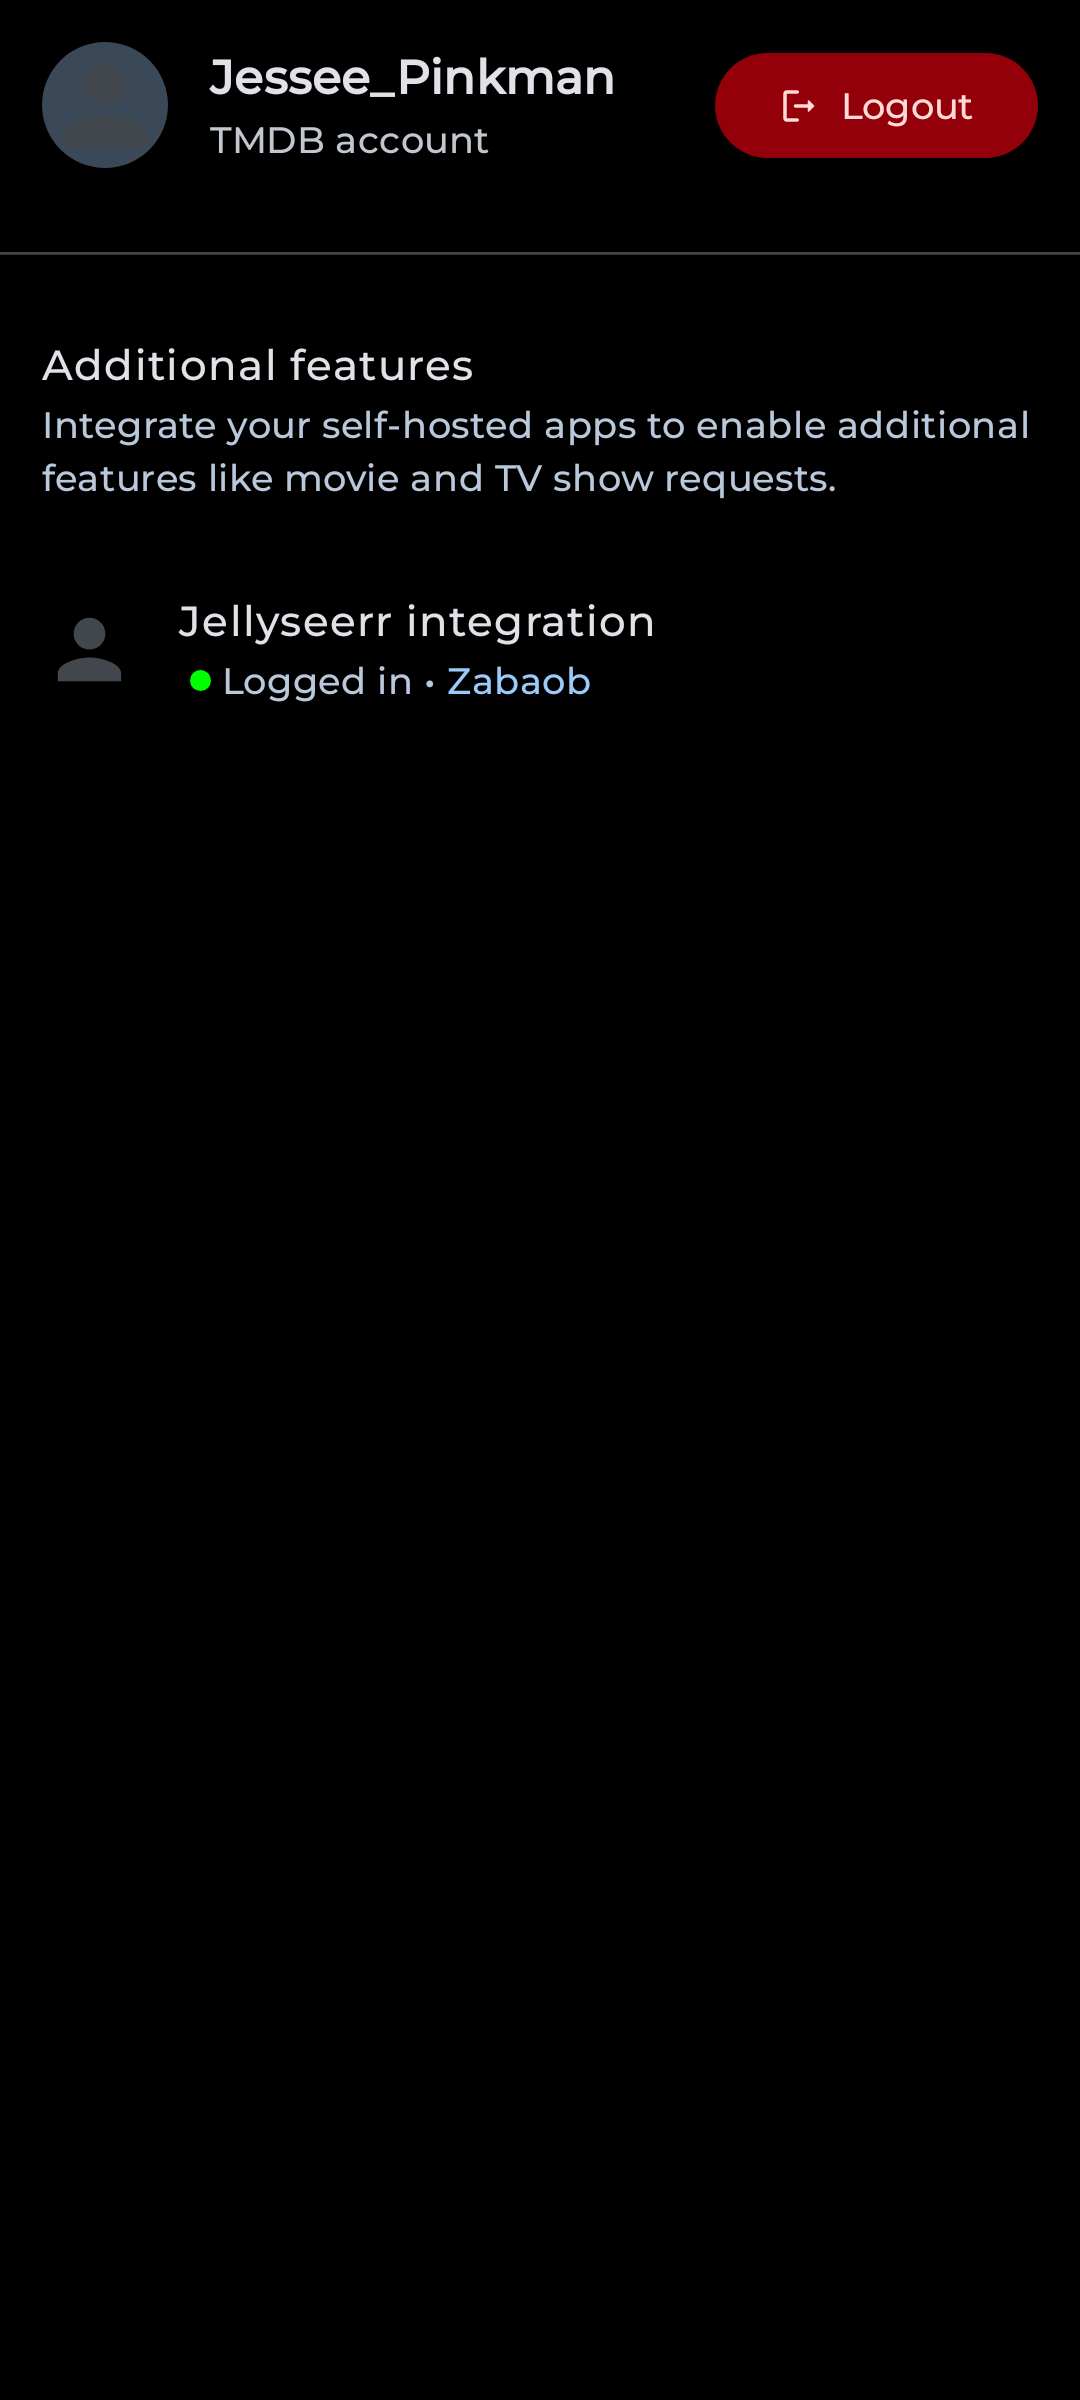 Jessee_Pinkman
TMDB account
Logout
Additional features
Integrate your self-hosted apps to enable additional
features like movie and TV show requests.
Jellyseerr integration
Logged in • Zabaob